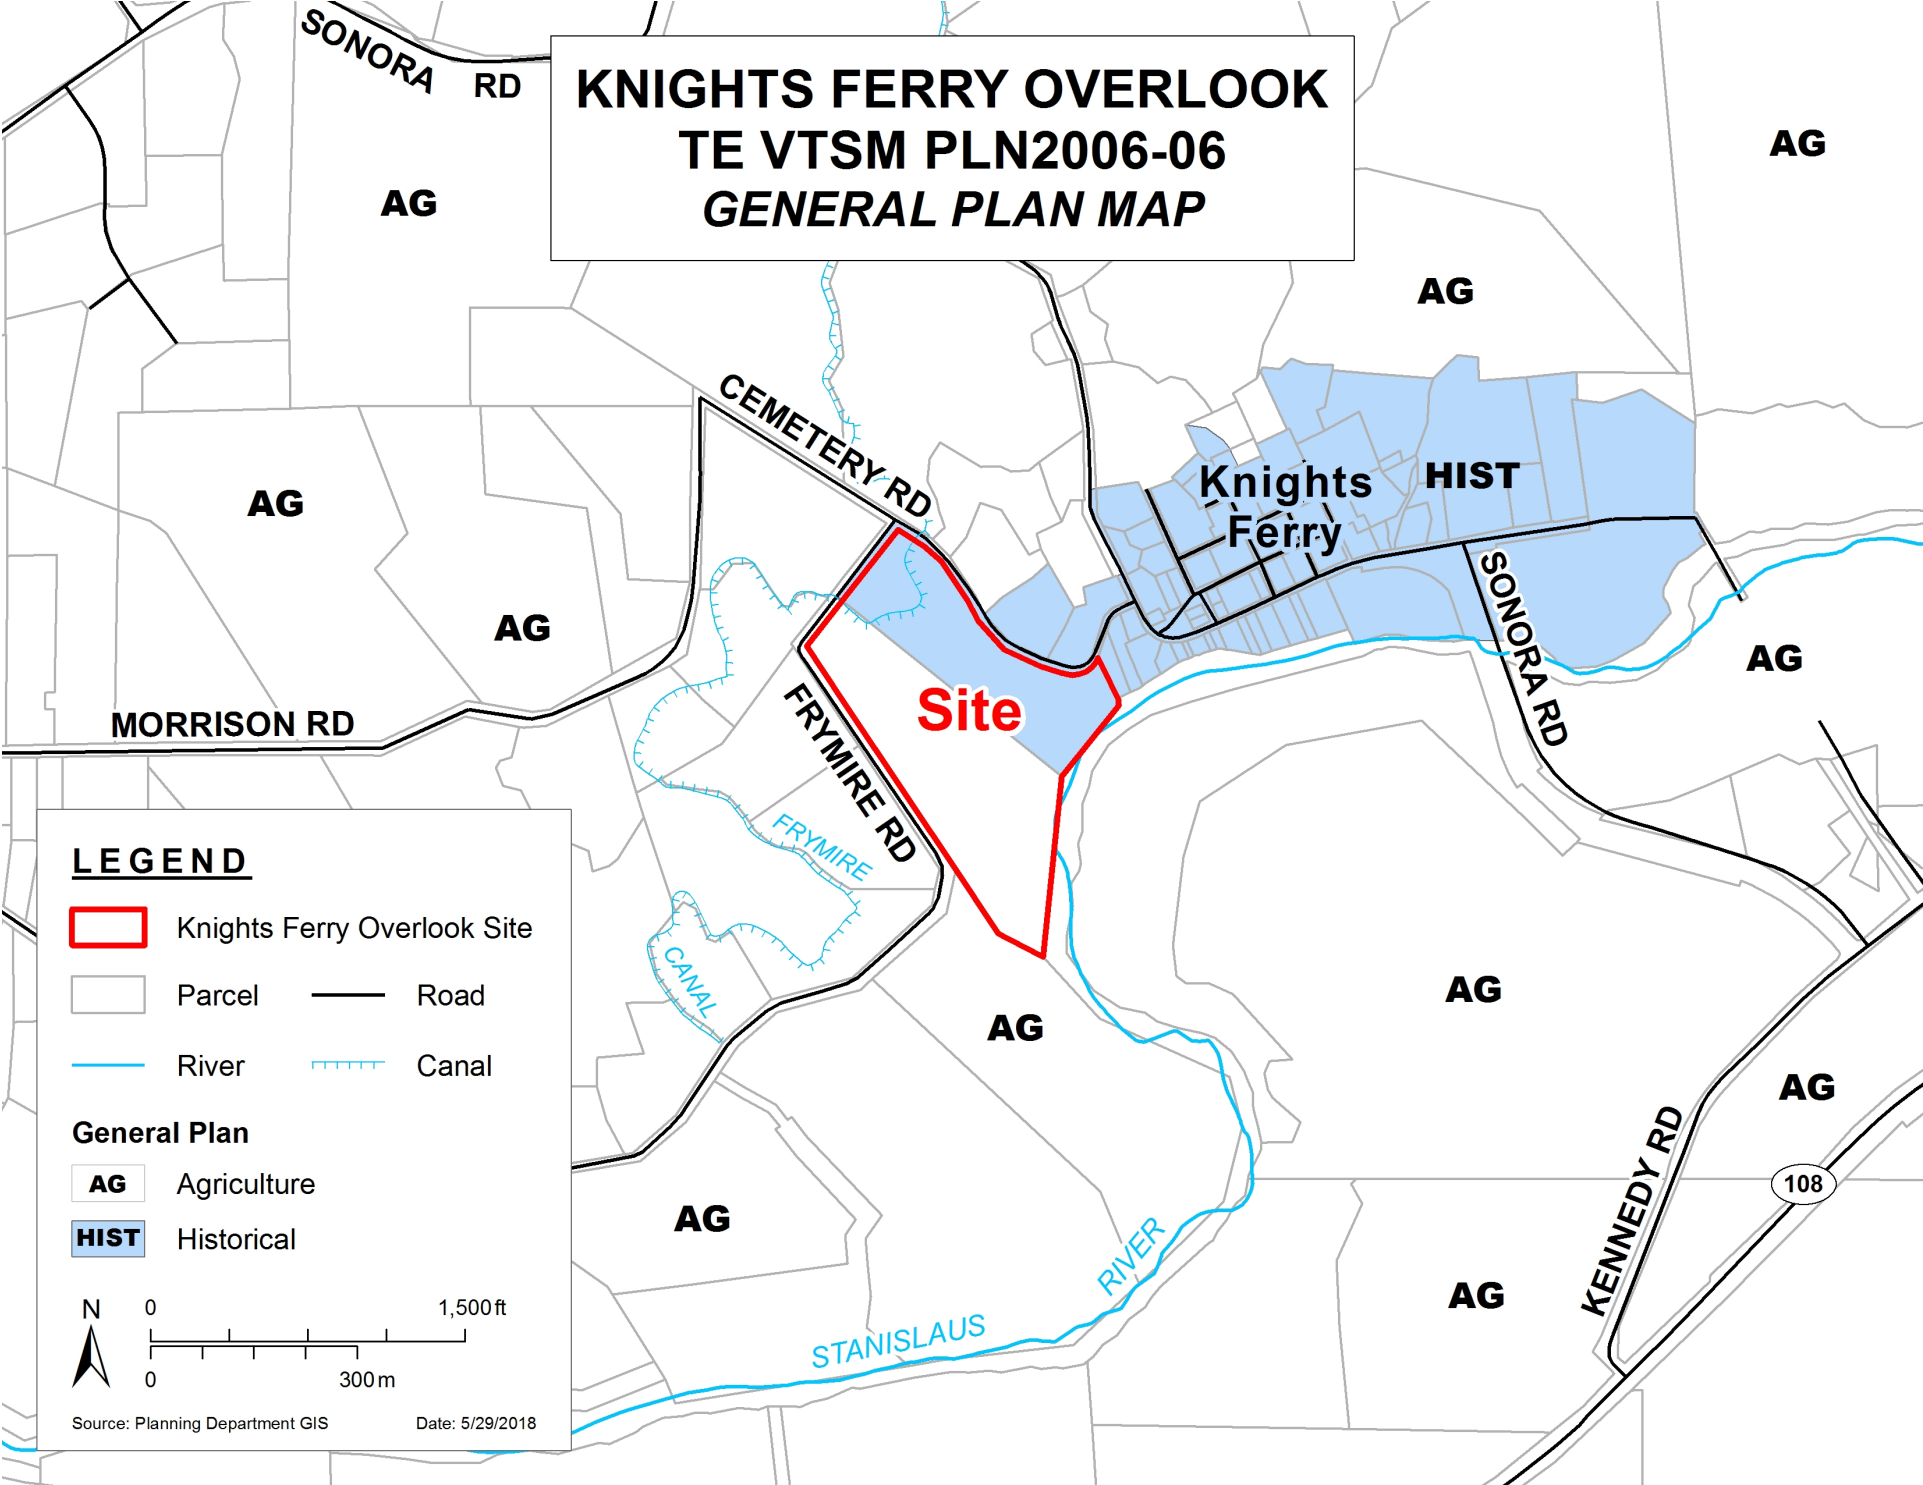 SONORA RD
KNIGHTS FERRY OVERLOOK
TE VTSM PLN2006-06
GENERAL PLAN MAP
AG
AG
AG
CEMETERY RD
Knights
Ferry
HIST
AG
AG
SONORA RD
AG
MORRISON RD
FRYMIRE RD
Site
FRYMIRE
CANAL
AG
AG
AG
KENNEDY RD
108
AG
AG
STANISLAUS
RIVER
LEGEND
Knights Ferry Overlook Site
Parcel
Road
River
Canal
General Plan
AG Agriculture
HIST Historical
N
0 1,500 ft
0 300 m
Source: Planning Department GIS
Date: 5/29/2018